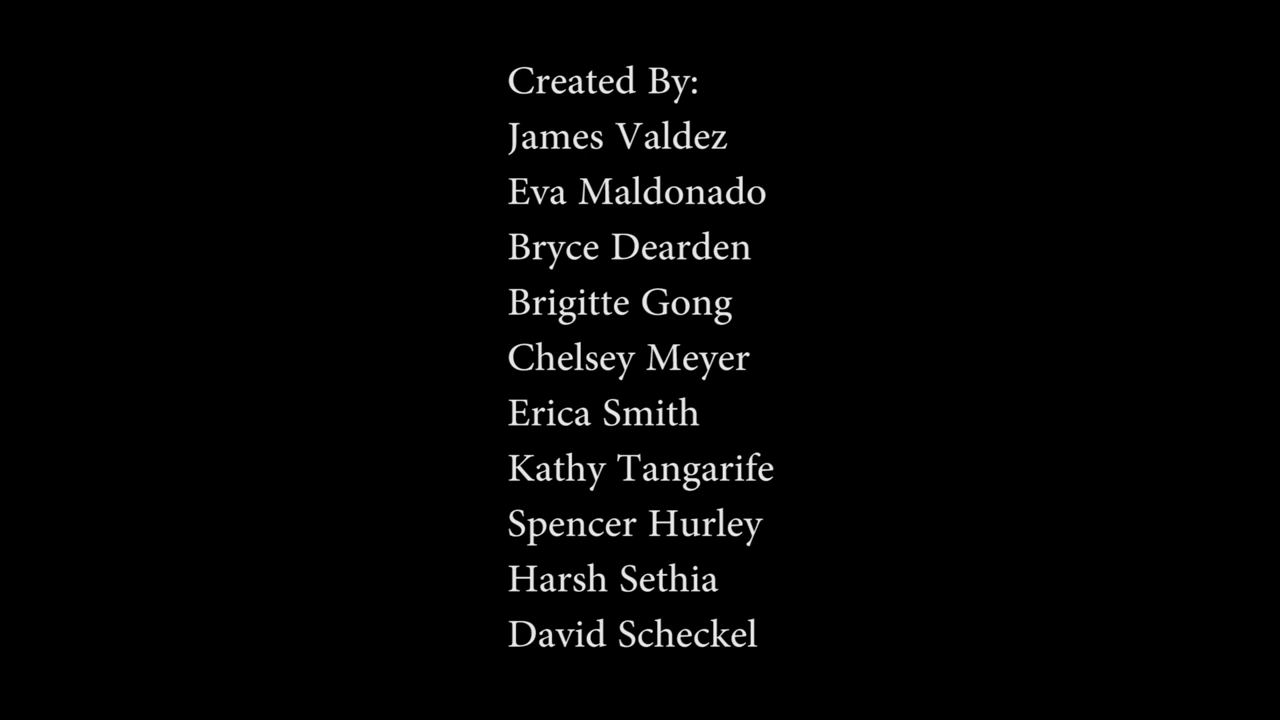 Created By:
James Valdez
Eva Maldonado
Bryce Dearden
Brigitte Gong
Chelsey Meyer
Erica Smith
Kathy Tangarife
Spencer Hurley
Harsh Sethia
David Scheckel